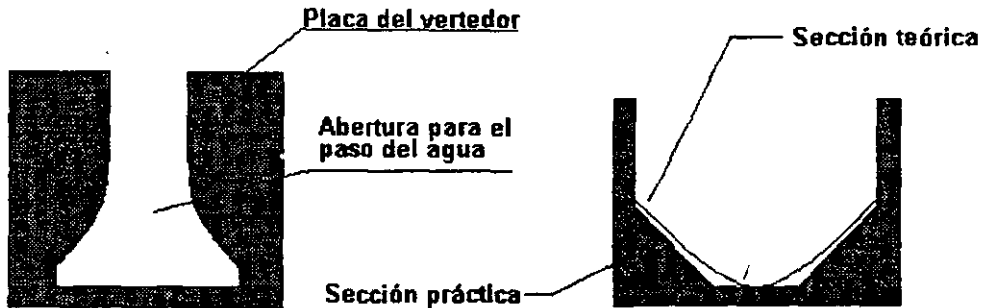 Placa del vertedor
Sección teórica
Abertura para el
paso del agua
Sección práctica